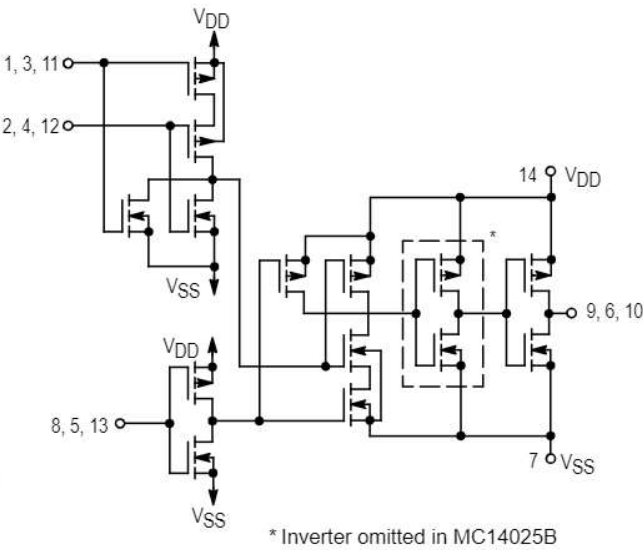 VDD
1, 3, 11
2, 4, 12
14 VDD
*
VSS
9, 6, 10
VDD
8, 5, 13
7 VSS
VSS
* Inverter omitted in MC14025B